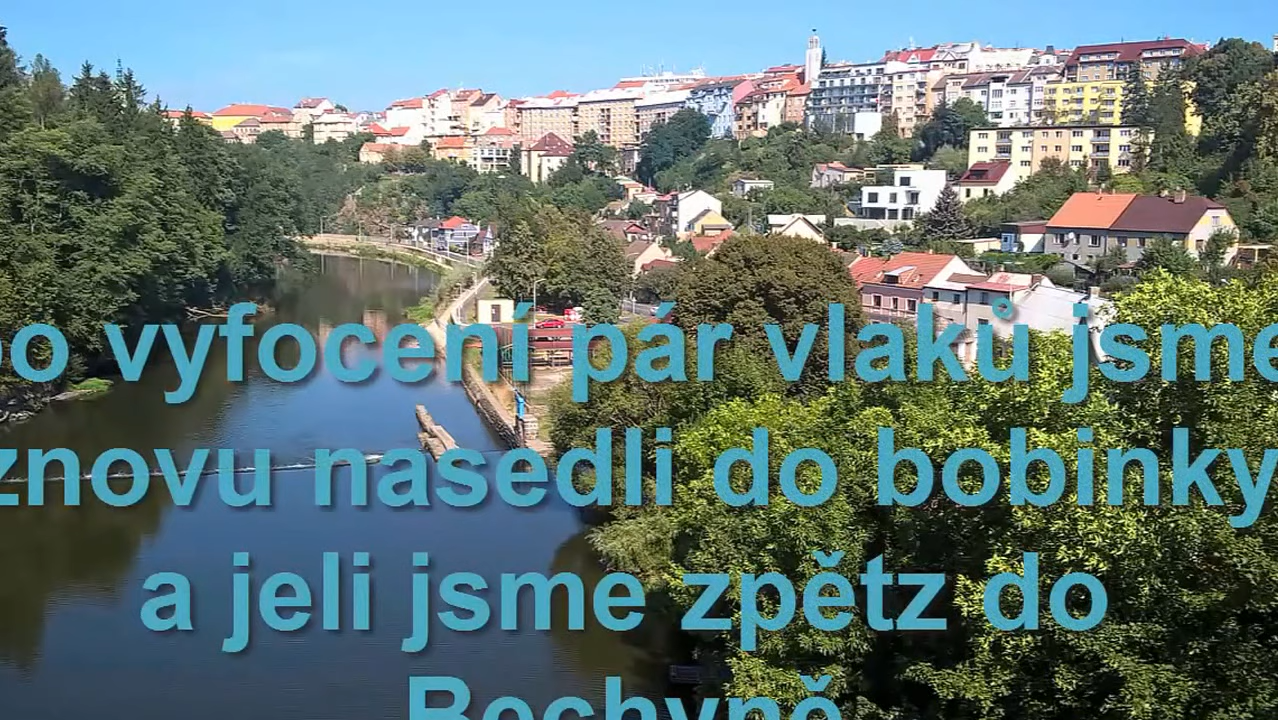 po vyfocení pár vlaků jsme
znovu nasedli do bobinky
a jeli jsme zpětz do
Bechyně